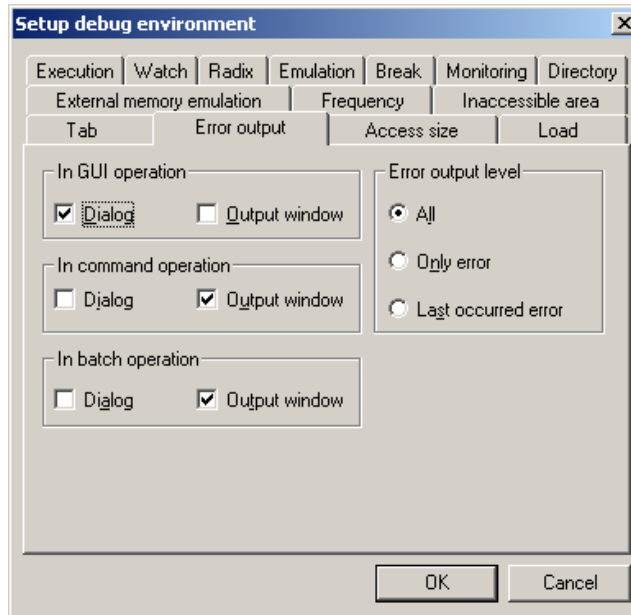 Setup debug environment
Execution Watch Radix Emulation Break Monitoring Directory
External memory emulation Frequency Inaccessible area
Tab Error output Access size Load
In GUI operation
Dialog Output window
In command operation
Dialog Output window
In batch operation
Dialog Output window
Error output level
All
Only error
Last occurred error
OK Cancel